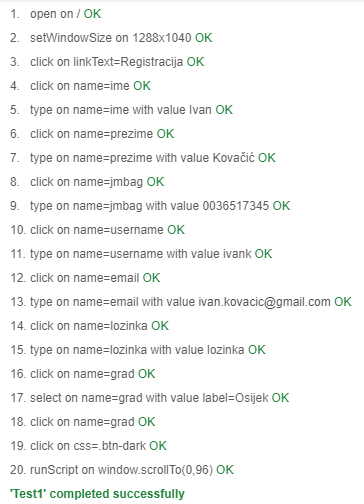 1. open on / OK
2. setWindowSize on 1288x1040 OK
3. click on linkText=Registracija OK
4. click on name=ime OK
5. type on name=ime with value Ivan OK
6. click on name=prezime OK
7. type on name=prezime with value Kovačić OK
8. click on name=jmbag OK
9. type on name=jmbag with value 0036517345 OK
10. click on name=username OK
11. type on name=username with value ivank OK
12. click on name=email OK
13. type on name=email with value ivan.kovacic@gmail.com OK
14. click on name=lozinka OK
15. type on name=lozinka with value lozinka OK
16. click on name=grad OK
17. select on name=grad with value label=Osijek OK
18. click on name=grad OK
19. click on css=.btn-dark OK
20. runScript on window.scrollTo(0,96) OK
'Test1' completed successfully